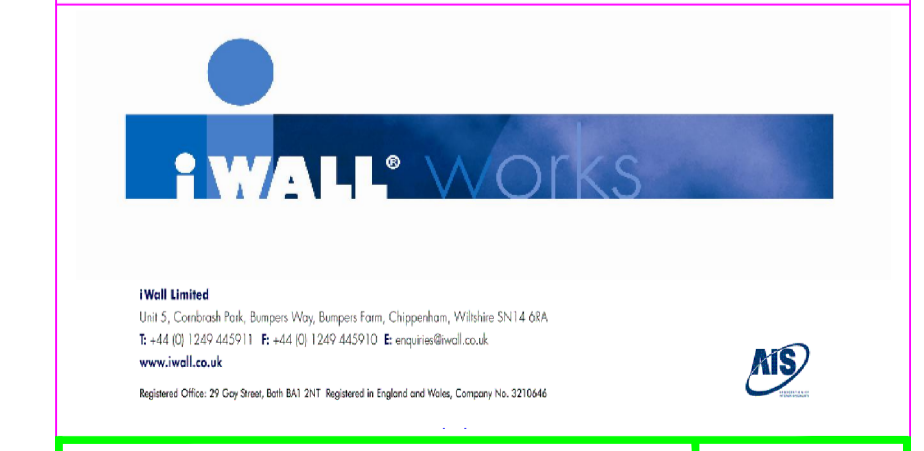 iWALL® works
iWall Limited
Unit 5, Cornbrash Park, Bumpers Way, Bumpers Farm, Chippenham, Wiltshire SN14 6RA
T: +44 (0) 1249 445911 F: +44 (0) 1249 445910 E: enquiries@iwall.co.uk
www.iwall.co.uk
AIS
Registered Office: 29 Gay Street, Bath BA1 2NT Registered in England and Wales, Company No. 3210646